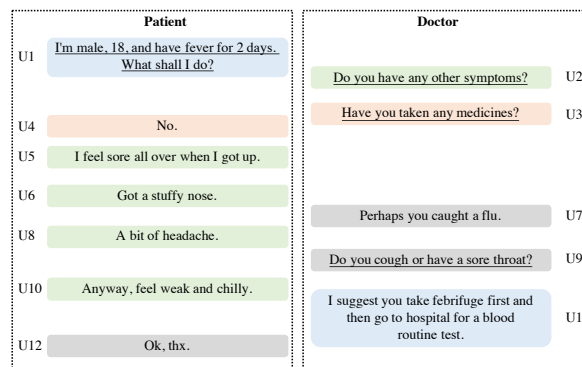 Patient
Doctor
U1
I'm male, 18, and have fever for 2 days.
What shall I do?
Do you have any other symptoms?
U2
Have you taken any medicines?
U3
U4
No.
U5
I feel sore all over when I got up.
U6
Got a stuffy nose.
Perhaps you caught a flu.
U7
U8
A bit of headache.
Do you cough or have a sore throat?
U9
U10
Anyway, feel weak and chilly.
I suggest you take febrifuge first and
then go to hospital for a blood
routine test.
U1
U12
Ok, thx.